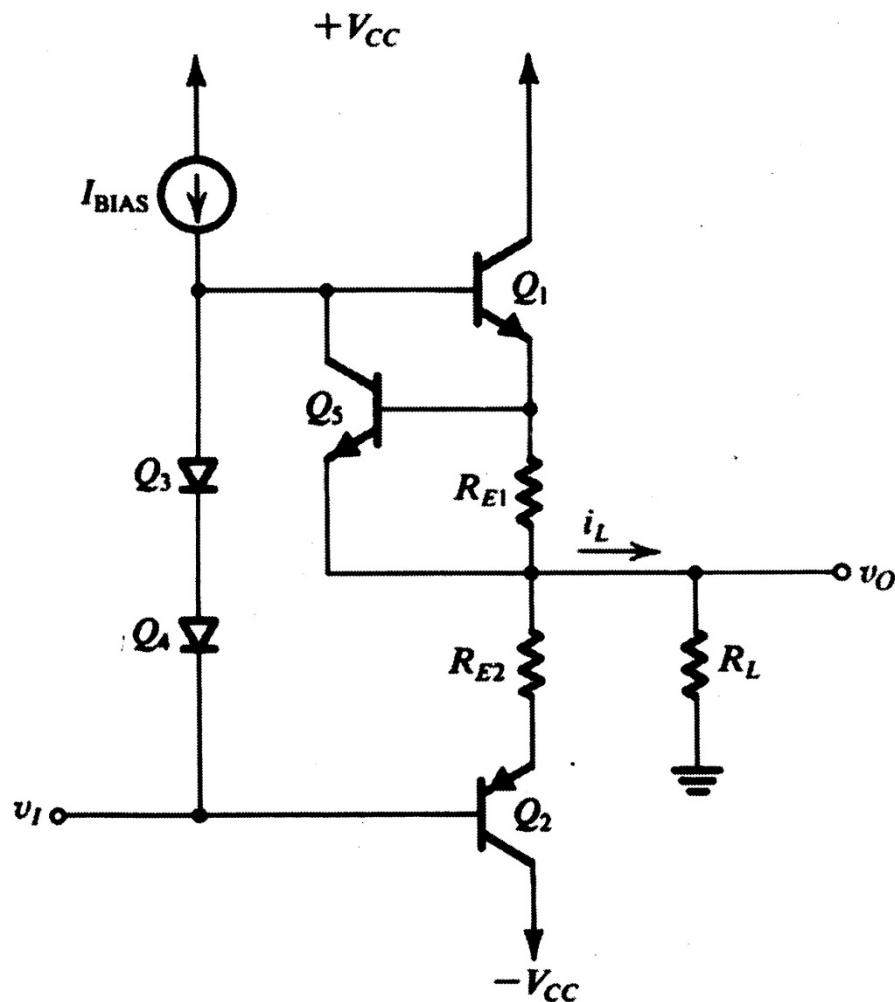 +V_CC
I_BIAS
Q_1
Q_5
Q_3
R_E1
i_L
v_O
Q_4
R_E2
R_L
v_I
Q_2
−V_CC